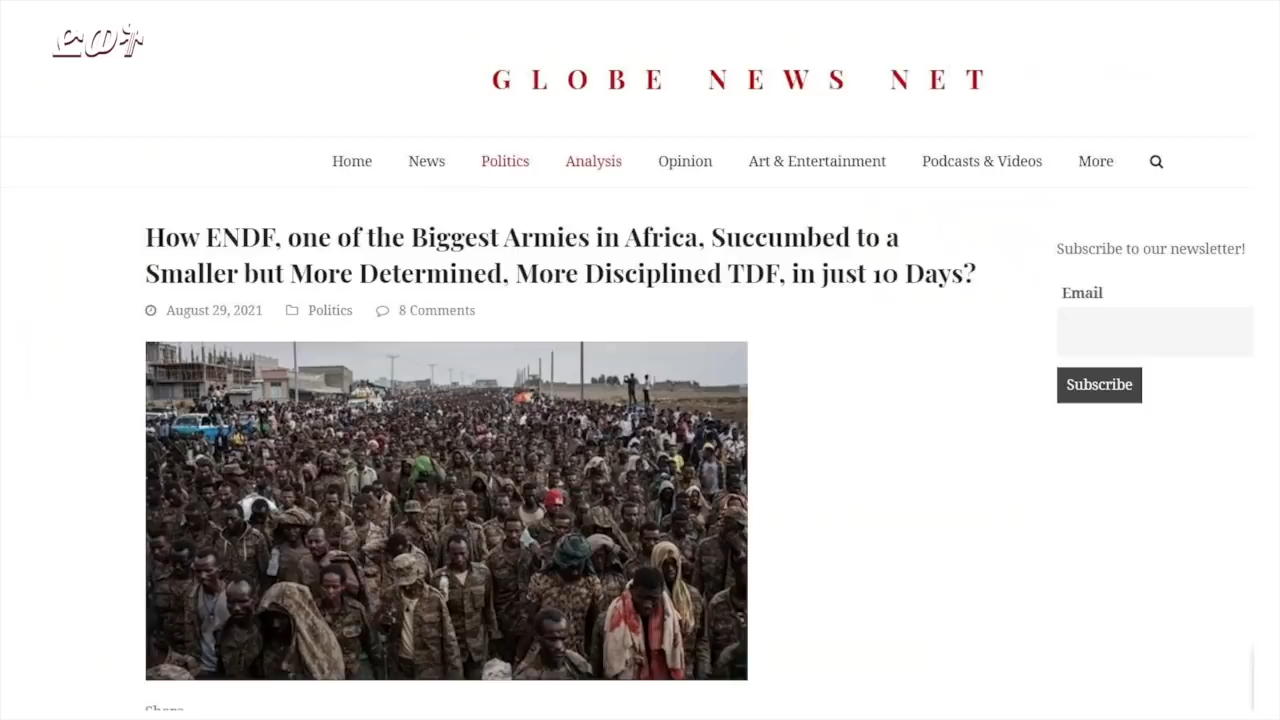 GLOBE NEWS NET
Home News Politics Analysis Opinion Art & Entertainment Podcasts & Videos More
How ENDF, one of the Biggest Armies in Africa, Succumbed to a
Smaller but More Determined, More Disciplined TDF, in just 10 Days?
August 29, 2021 Politics 8 Comments
Subscribe to our newsletter!
Email
Subscribe